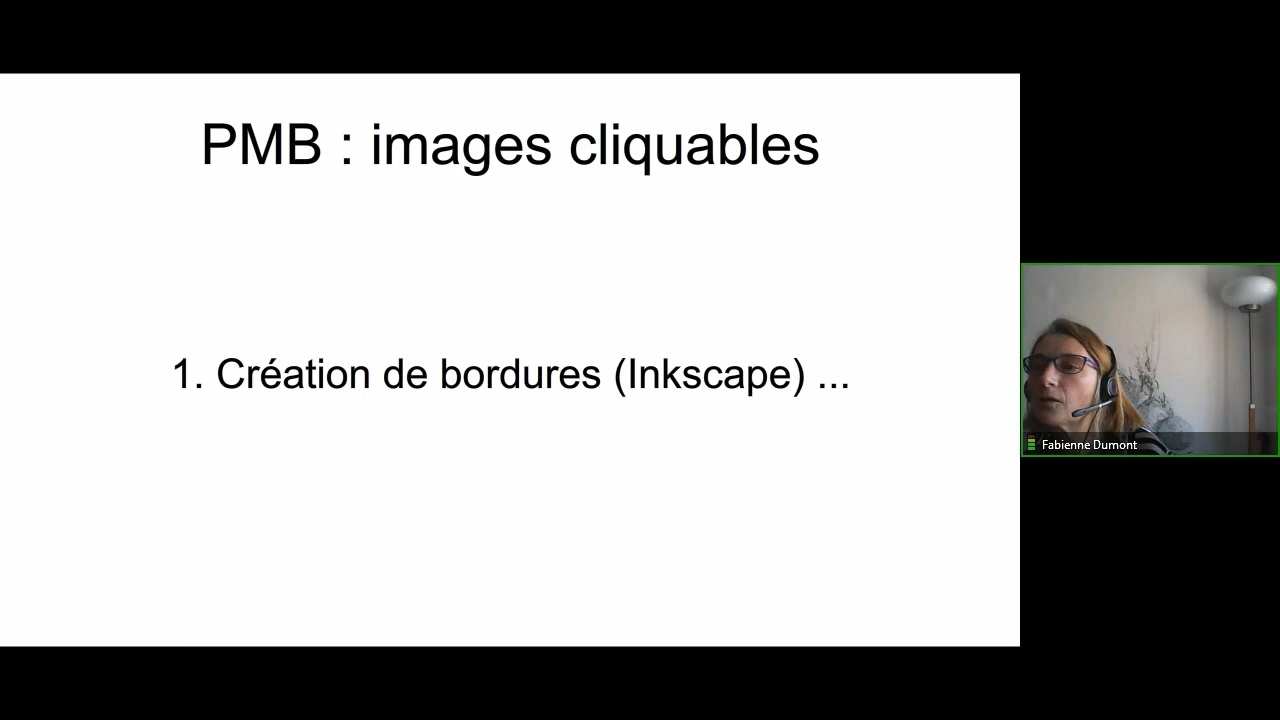 PMB : images cliquables
1. Création de bordures (Inkscape) ...
Fabienne Dumont